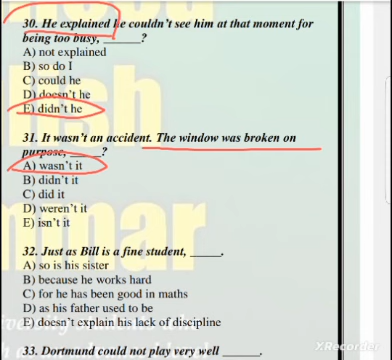 30. He explained he couldn't see him at that moment for
being too busy, ______?
A) not explained
B) so do I
C) could he
D) doesn't he
E) didn't he
31. It wasn't an accident. The window was broken on
purpose, _____?
A) wasn't it
B) didn't it
C) did it
D) weren't it
E) isn't it
32. Just as Bill is a fine student, _____.
A) so is his sister
B) because he works hard
C) for he has been good in maths
D) as his father used to be
E) doesn't explain his lack of discipline
33. Dortmund could not play very well ______.
XRecorder